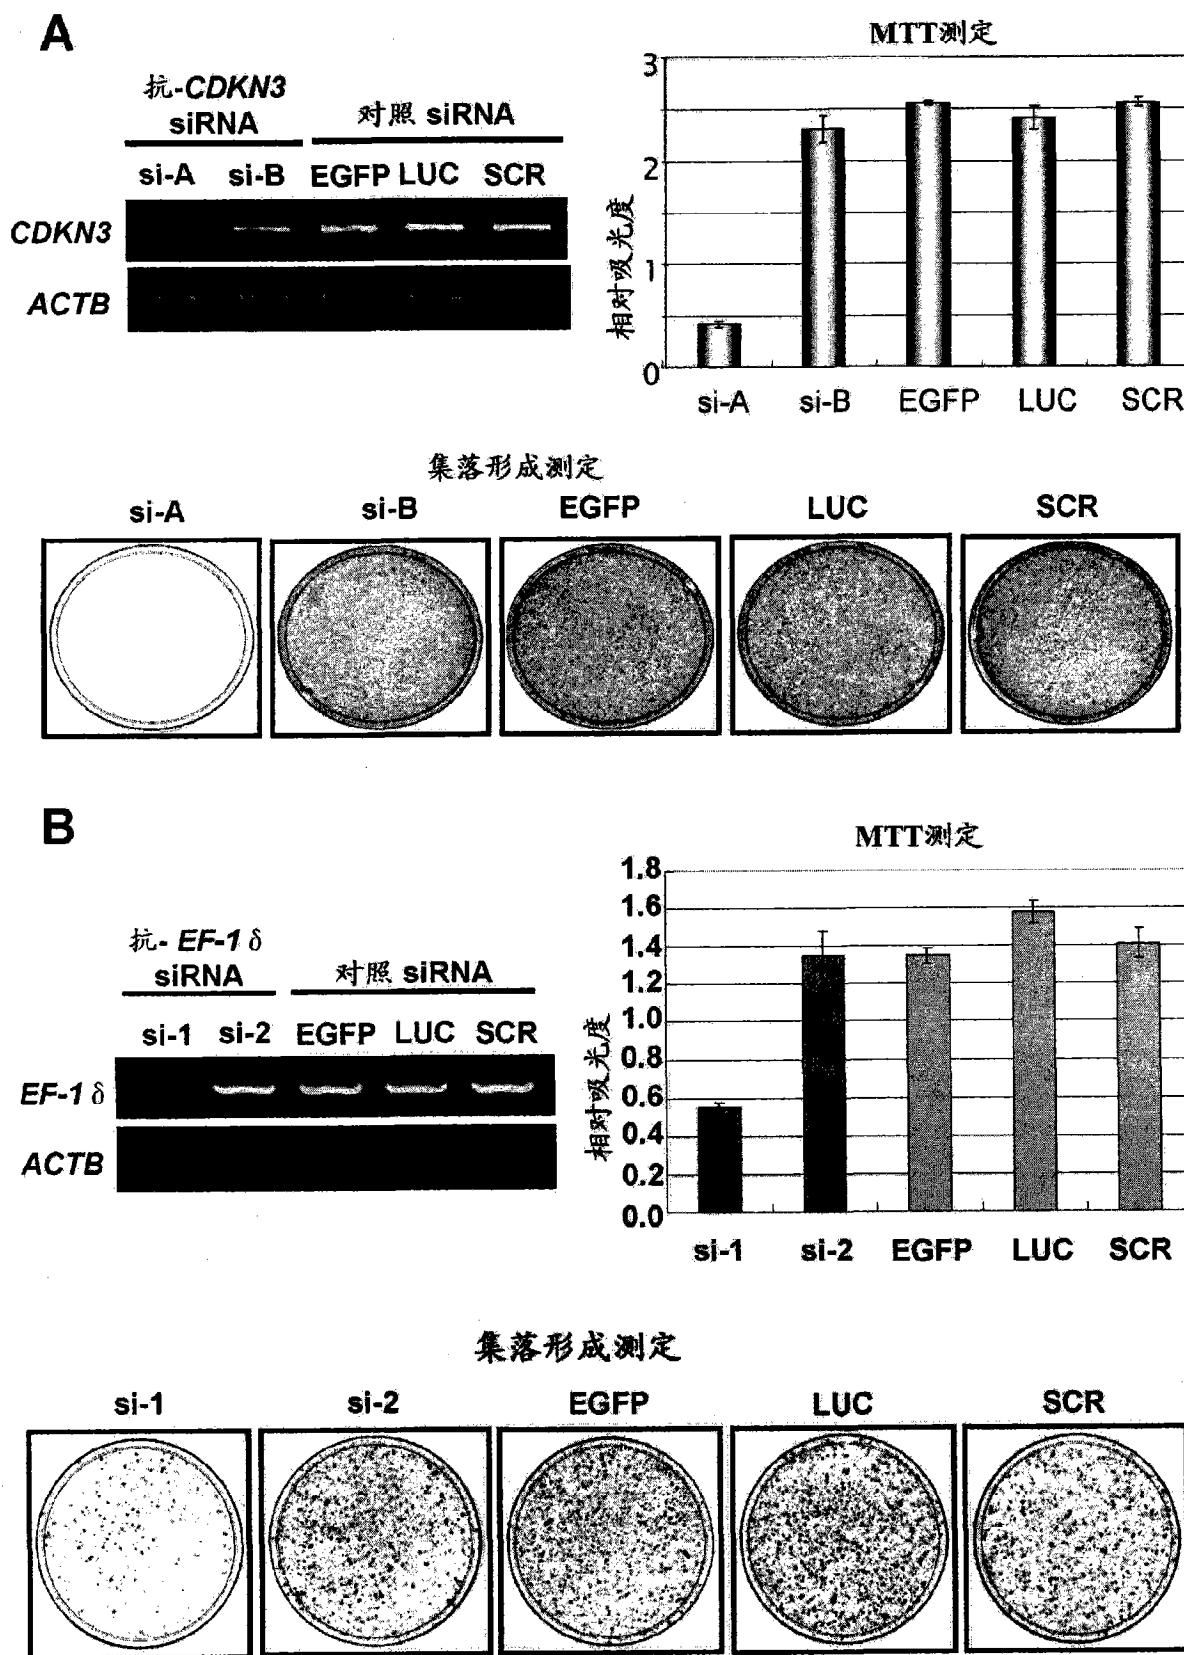 A
抗-CDKN3
siRNA
对照 siRNA
si-A si-B EGFP LUC SCR
CDKN3
ACTB
MTT测定
相对吸光度
3
2
1
0
si-A si-B EGFP LUC SCR
集落形成测定
si-A si-B EGFP LUC SCR
B
抗- EF-1 δ
siRNA
对照 siRNA
si-1 si-2 EGFP LUC SCR
EF-1 δ
ACTB
MTT测定
相对吸光度
1.8
1.6
1.4
1.2
1.0
0.8
0.6
0.4
0.2
0.0
si-1 si-2 EGFP LUC SCR
集落形成测定
si-1 si-2 EGFP LUC SCR